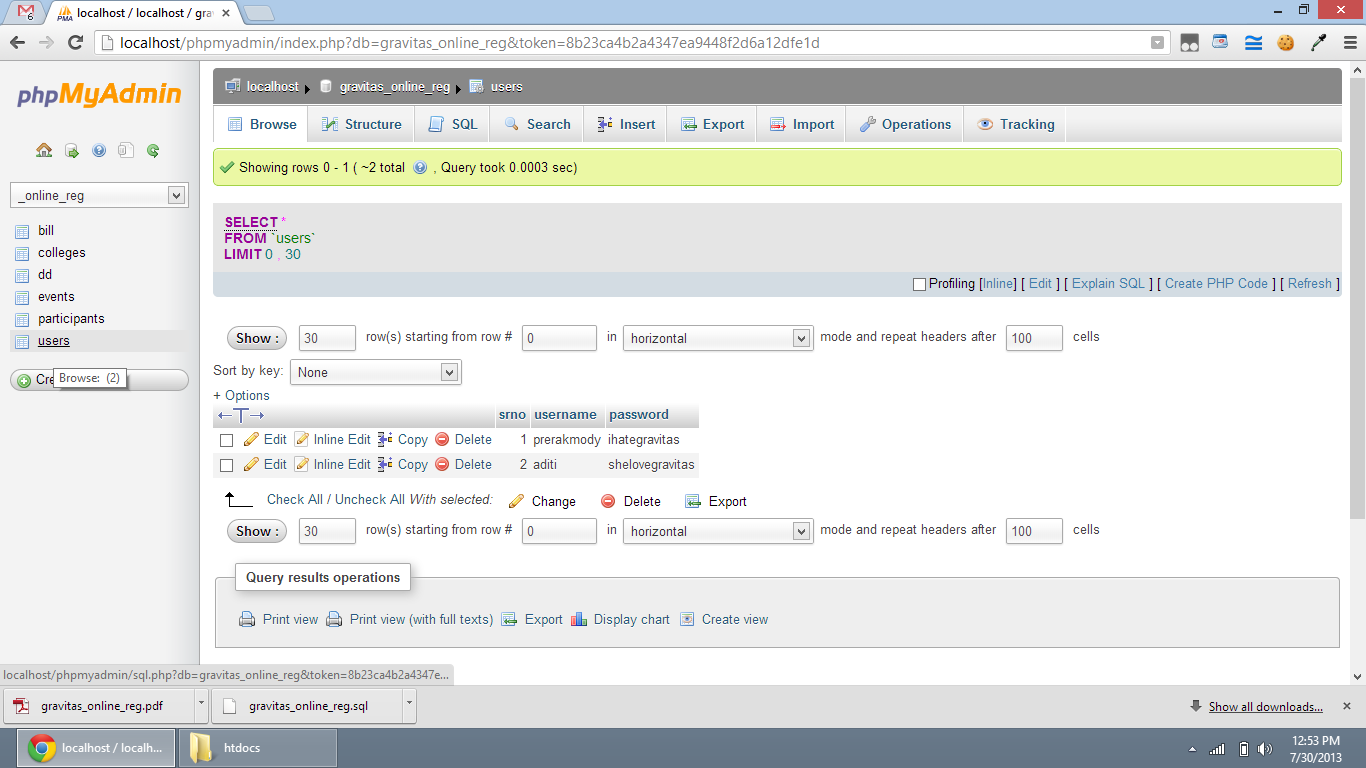 6
localhost / localhost / gra
localhost/phpmyadmin/index.php?db=gravitas_online_reg&token=8b23ca4b2a4347ea9448f2d6a12dfe1d
phpMyAdmin
localhost gravitas_online_reg users
Browse Structure SQL Search Insert Export Import Operations Tracking
Showing rows 0 - 1 ( ~2 total , Query took 0.0003 sec)
_online_reg
SELECT *
FROM `users`
LIMIT 0 , 30
bill
colleges
dd
events
participants
users
Cre
Browse: (2)
Profiling [Inline] [ Edit ] [ Explain SQL ] [ Create PHP Code ] [ Refresh ]
Show : 30 row(s) starting from row # 0 in horizontal mode and repeat headers after 100 cells
Sort by key: None
+ Options
←T→ srno username password
Edit Inline Edit Copy Delete 1 prerakmody ihategravitas
Edit Inline Edit Copy Delete 2 aditi shelovegravitas
Check All / Uncheck All With selected: Change Delete Export
Show : 30 row(s) starting from row # 0 in horizontal mode and repeat headers after 100 cells
Query results operations
Print view Print view (with full texts) Export Display chart Create view
localhost/phpmyadmin/sql.php?db=gravitas_online_reg&token=8b23ca4b2a4347e...
gravitas_online_reg.pdf gravitas_online_reg.sql Show all downloads...
localhost / localh... htdocs
12:53 PM
7/30/2013